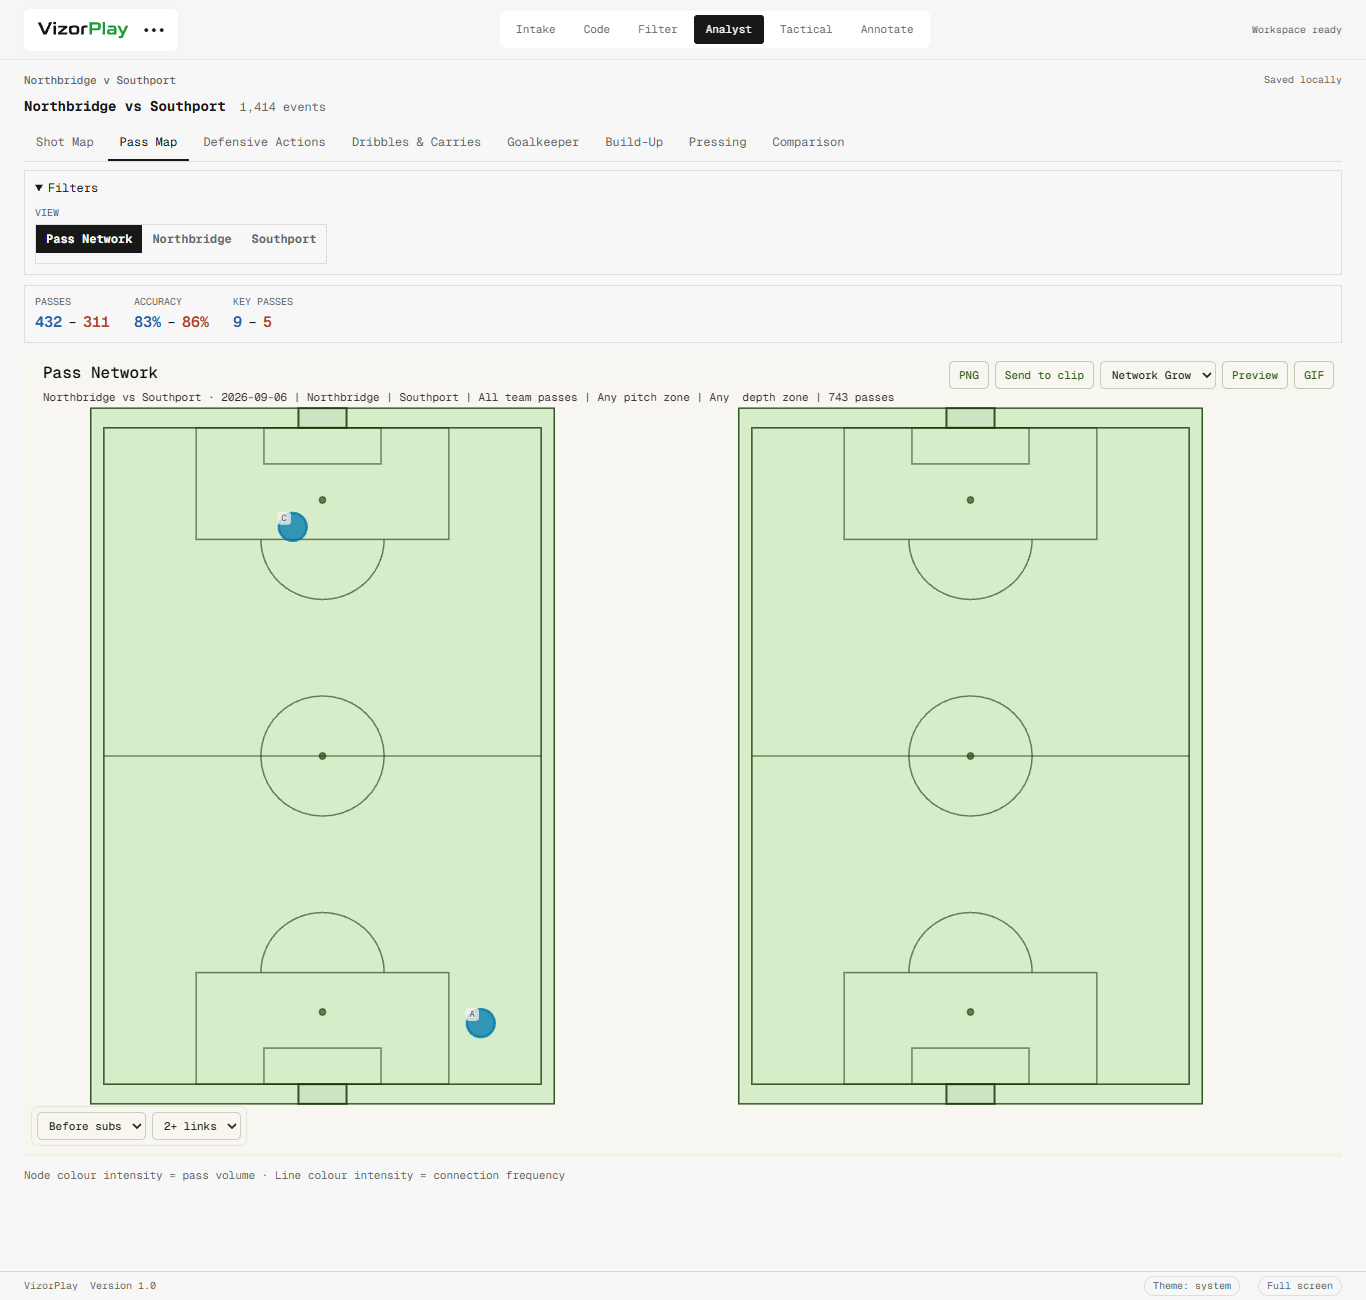 VizorPlay •••
Intake Code Filter Analyst Tactical Annotate
Workspace ready
Northbridge v Southport
Saved locally
Northbridge vs Southport 1,414 events
Shot Map Pass Map Defensive Actions Dribbles & Carries Goalkeeper Build-Up Pressing Comparison
▼ Filters
VIEW
Pass Network Northbridge Southport
PASSES ACCURACY KEY PASSES
432 – 311 83% – 86% 9 – 5
Pass Network
PNG Send to clip Network Grow Preview GIF
Northbridge vs Southport · 2026-09-06 | Northbridge | Southport | All team passes | Any pitch zone | Any depth zone | 743 passes
C
A
Before subs 2+ links
Node colour intensity = pass volume · Line colour intensity = connection frequency
VizorPlay Version 1.0
Theme: system Full screen